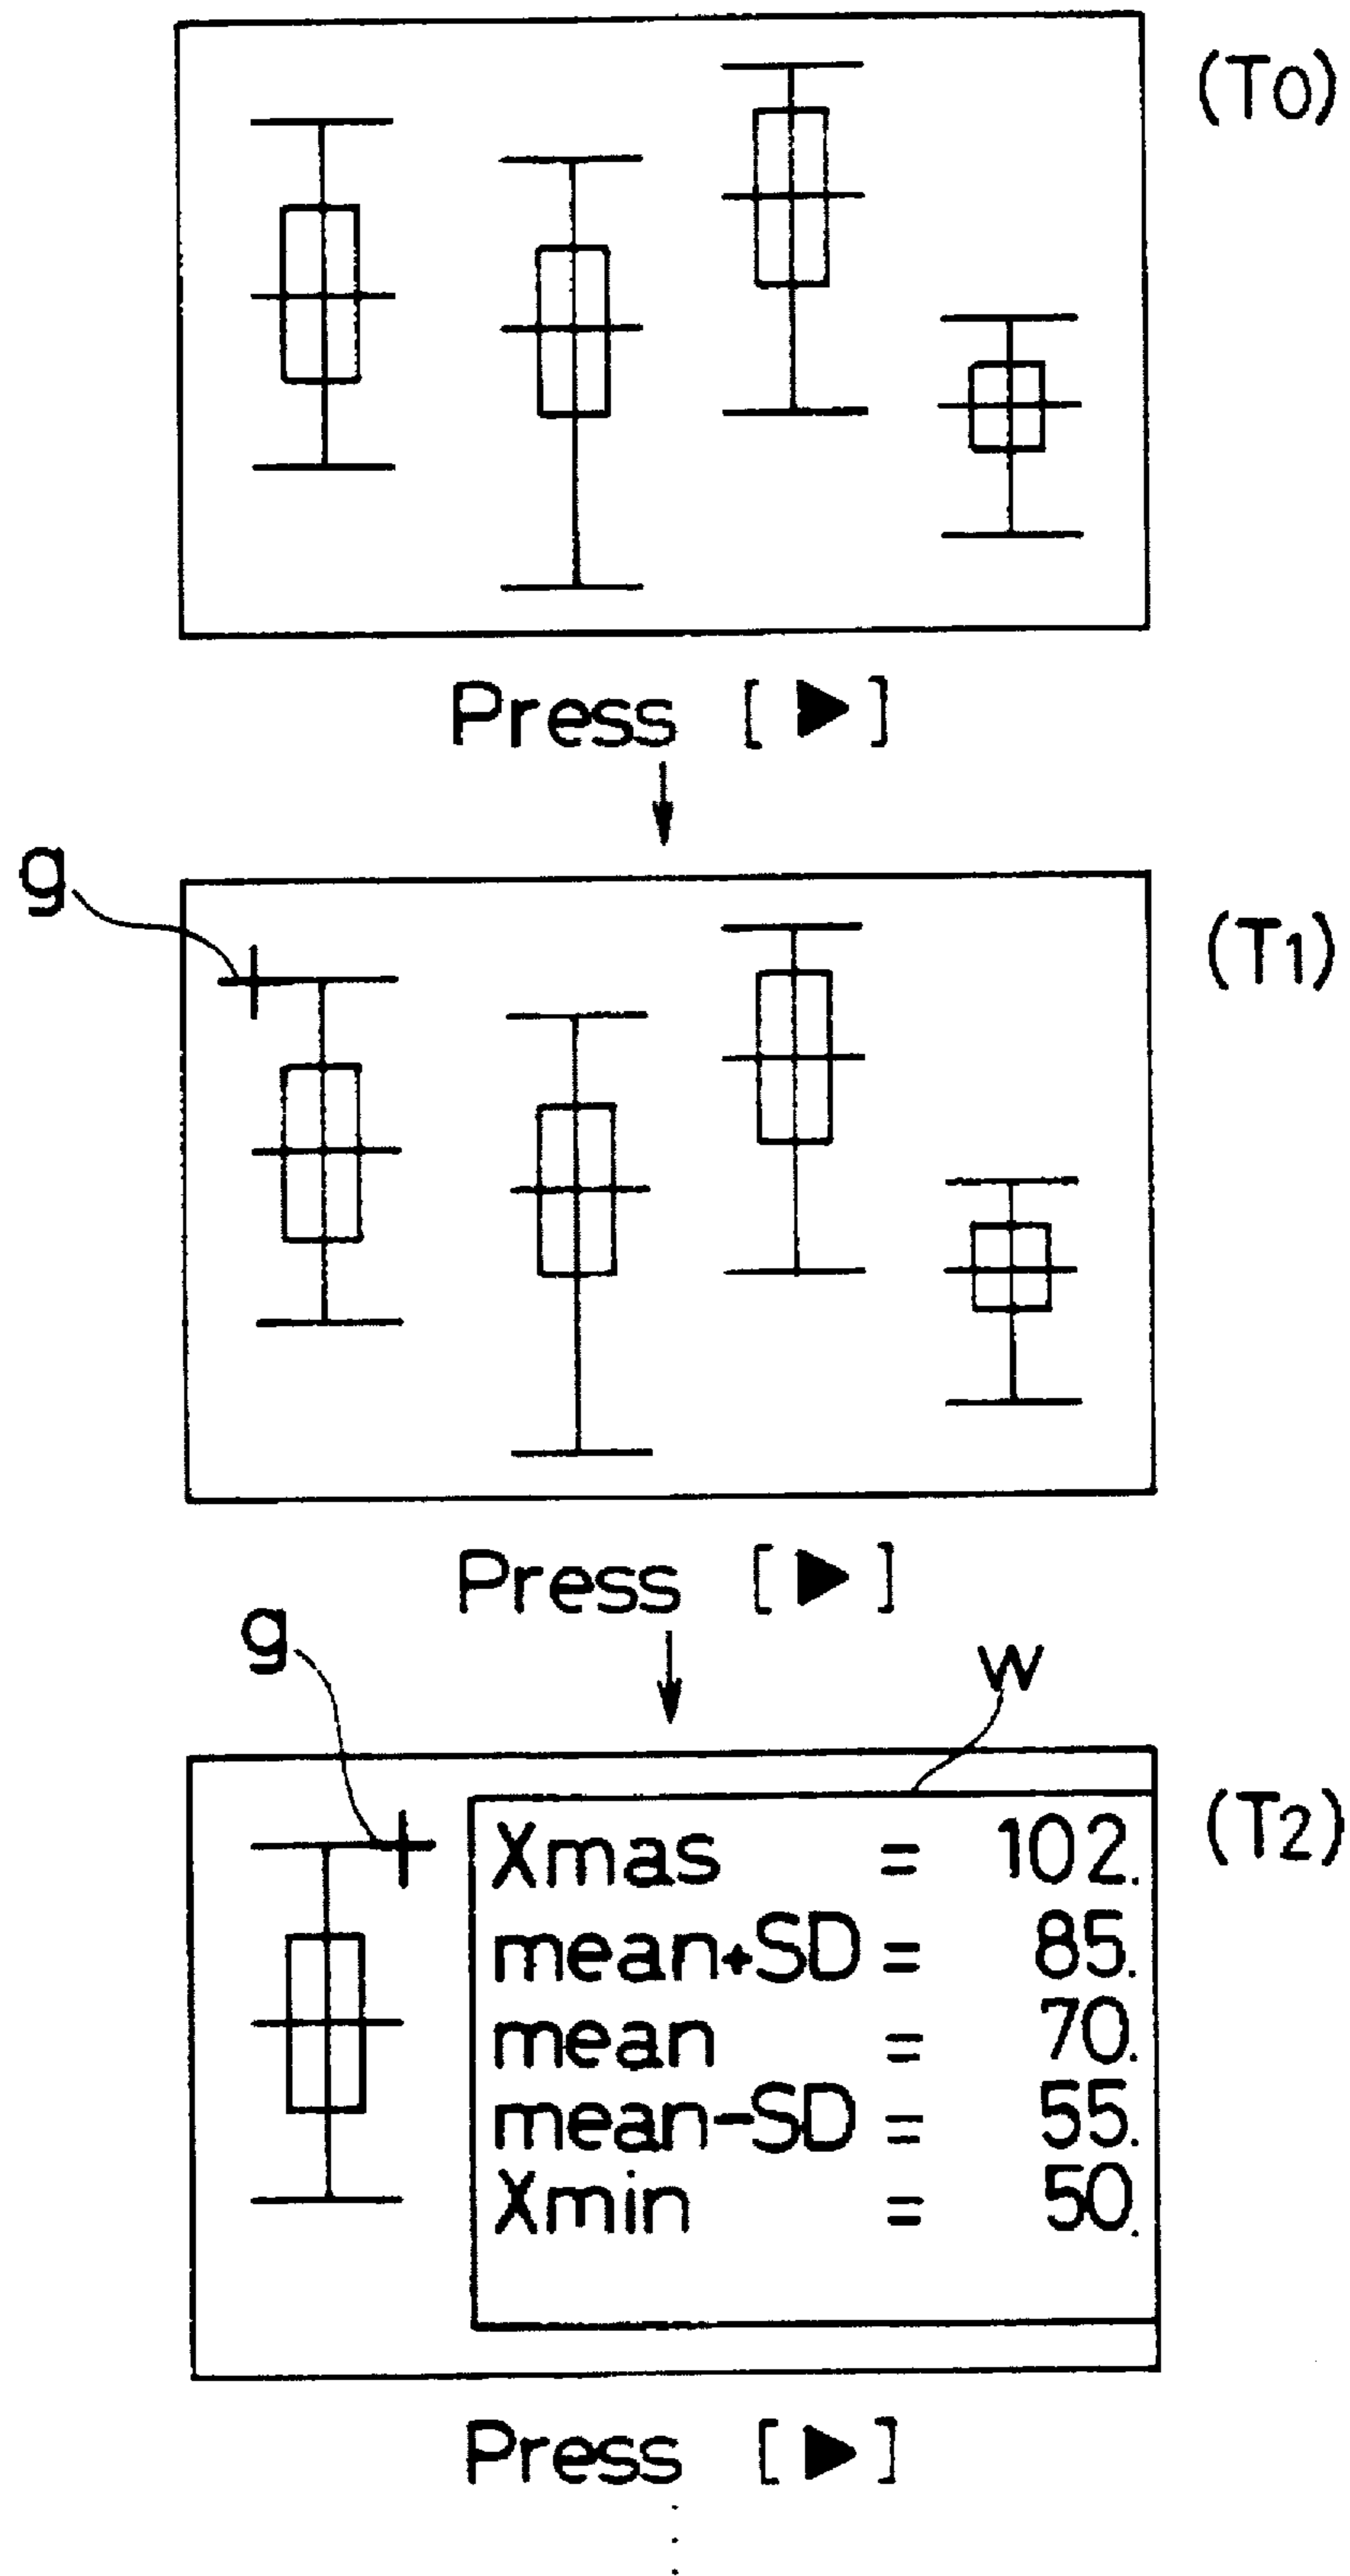 (T0)
Press [▶]
g
(T1)
Press [▶]
g
w
(T2)
Xmas = 102.
mean+SD = 85.
mean = 70.
mean-SD = 55.
Xmin = 50.
Press [▶]